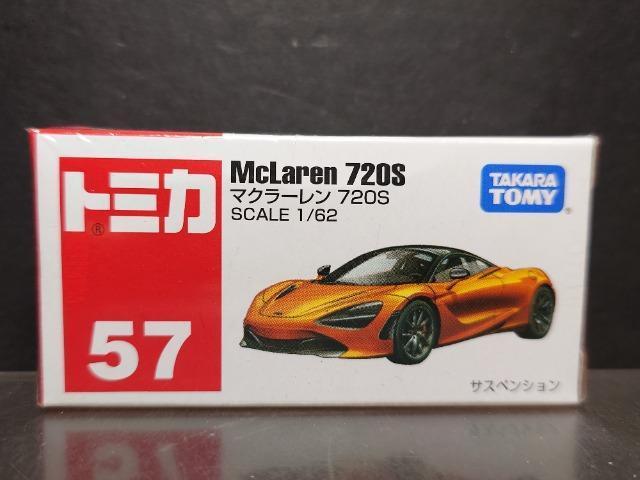 トミカ
®
57
McLaren 720S
マクラーレン 720S
SCALE 1/62
TAKARA
TOMY®
サスペンション